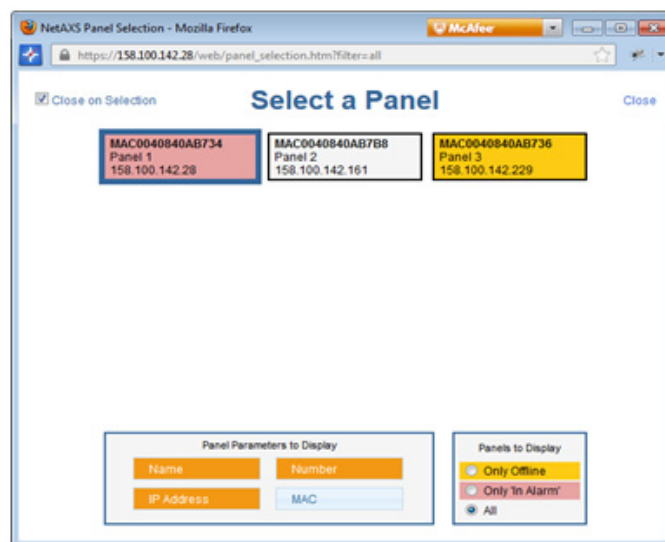 NetAXS Panel Selection - Mozilla Firefox
McAfee
https://158.100.142.28/web/panel_selection.htm?filter=all
Close on Selection
Select a Panel
Close
MAC0040840AB734
Panel 1
158.100.142.28
MAC0040840AB7B8
Panel 2
158.100.142.161
MAC0040840AB736
Panel 3
158.100.142.229
Panel Parameters to Display
Name
Number
IP Address
MAC
Panels to Display
Only Offline
Only 'In Alarm'
All